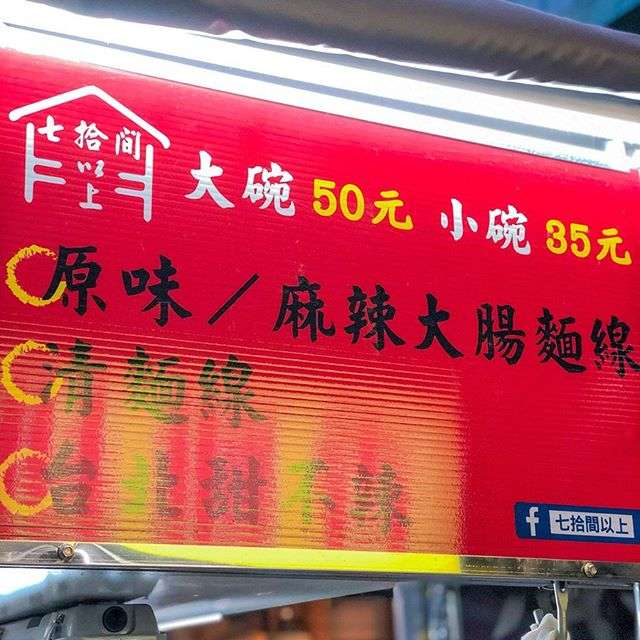 七拾間
以
上
大碗 50元 小碗 35元
原味／麻辣大腸麵線
清麵線
台北甜不辣
f 七拾間以上